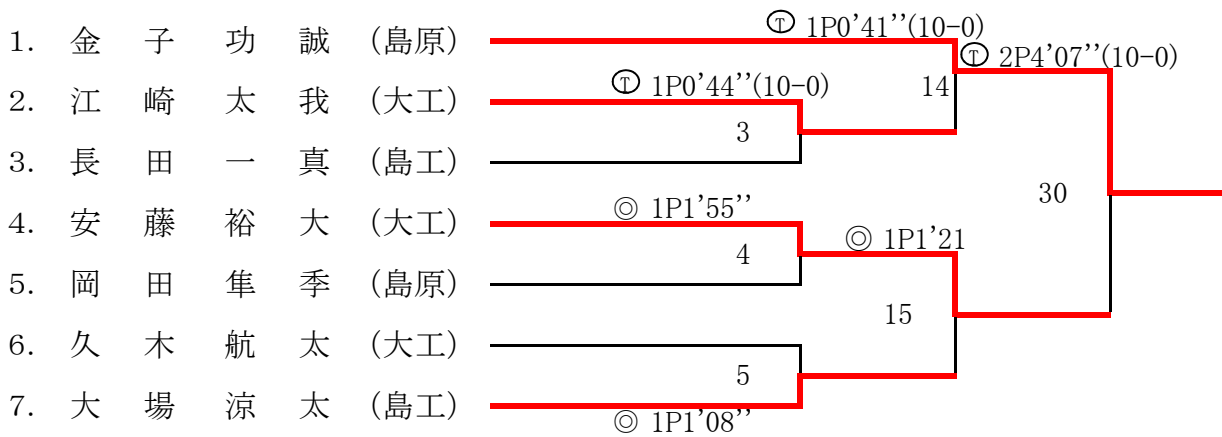 Ⓣ 1P0'41''(10-0)
1. 金子功誠 (島原)
Ⓣ 2P4'07''(10-0)
Ⓣ 1P0'44''(10-0)
14
2. 江崎太我 (大工)
3
3. 長田一真 (島工)
30
◎ 1P1'55''
4. 安藤裕大 (大工)
◎ 1P1'21
4
5. 岡田隼季 (島原)
15
6. 久木航太 (大工)
5
7. 大場涼太 (島工)
◎ 1P1'08''